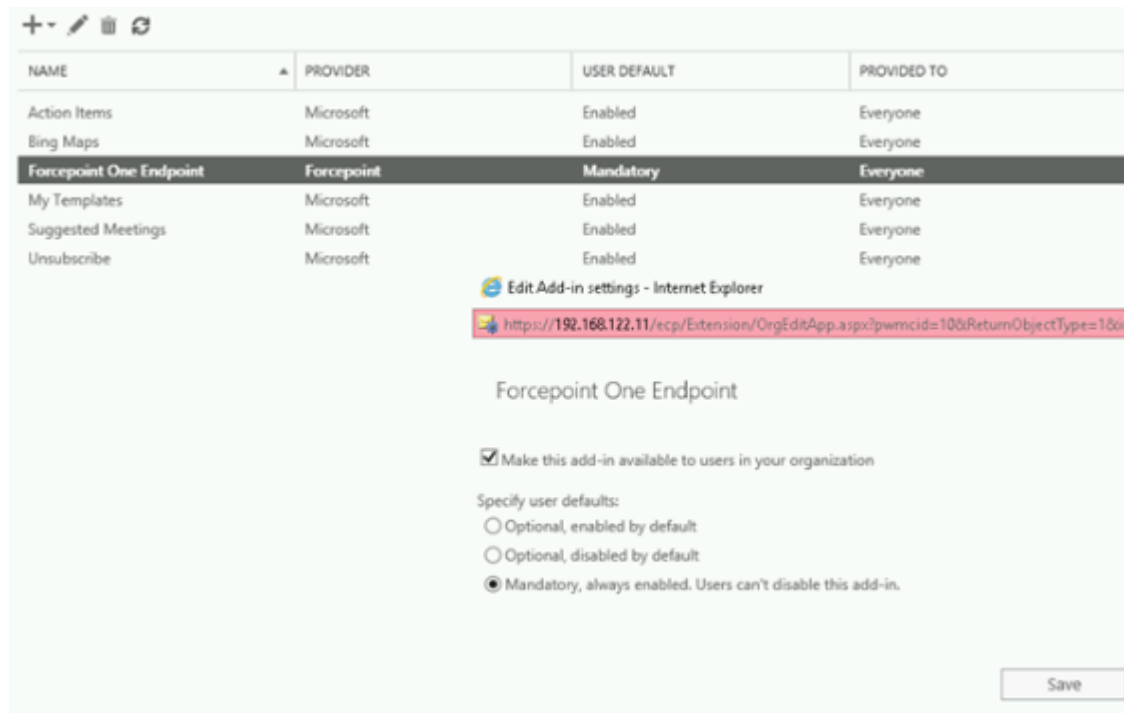 NAME PROVIDER USER DEFAULT PROVIDED TO
Action Items Microsoft Enabled Everyone
Bing Maps Microsoft Enabled Everyone
Forcepoint One Endpoint Forcepoint Mandatory Everyone
My Templates Microsoft Enabled Everyone
Suggested Meetings Microsoft Enabled Everyone
Unsubscribe Microsoft Enabled Everyone
Edit Add-in settings - Internet Explorer
https://192.168.122.11/ecp/Extension/OrgEditApp.aspx?pwmcid=10&ReturnObjectType=1&
Forcepoint One Endpoint
Make this add-in available to users in your organization
Specify user defaults:
Optional, enabled by default
Optional, disabled by default
Mandatory, always enabled. Users can't disable this add-in.
Save